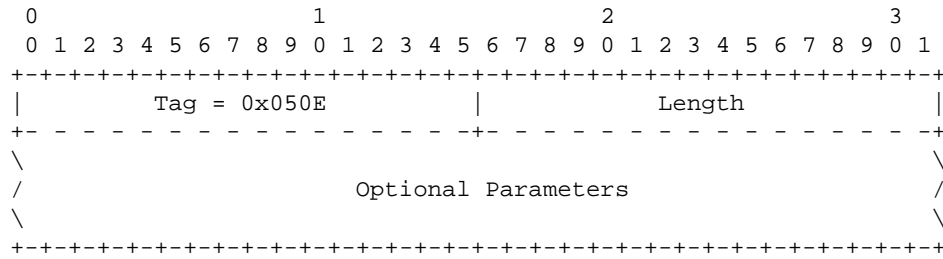 0                   1                   2                   3
 0 1 2 3 4 5 6 7 8 9 0 1 2 3 4 5 6 7 8 9 0 1 2 3 4 5 6 7 8 9 0 1
+-+-+-+-+-+-+-+-+-+-+-+-+-+-+-+-+-+-+-+-+-+-+-+-+-+-+-+-+-+-+-+-+
|         Tag = 0x050E          |            Length             |
+- - - - - - - - - - - - - - - -+- - - - - - - - - - - - - - - -+
\                                                               \
/                       Optional Parameters                     /
\                                                               \
+-+-+-+-+-+-+-+-+-+-+-+-+-+-+-+-+-+-+-+-+-+-+-+-+-+-+-+-+-+-+-+-+